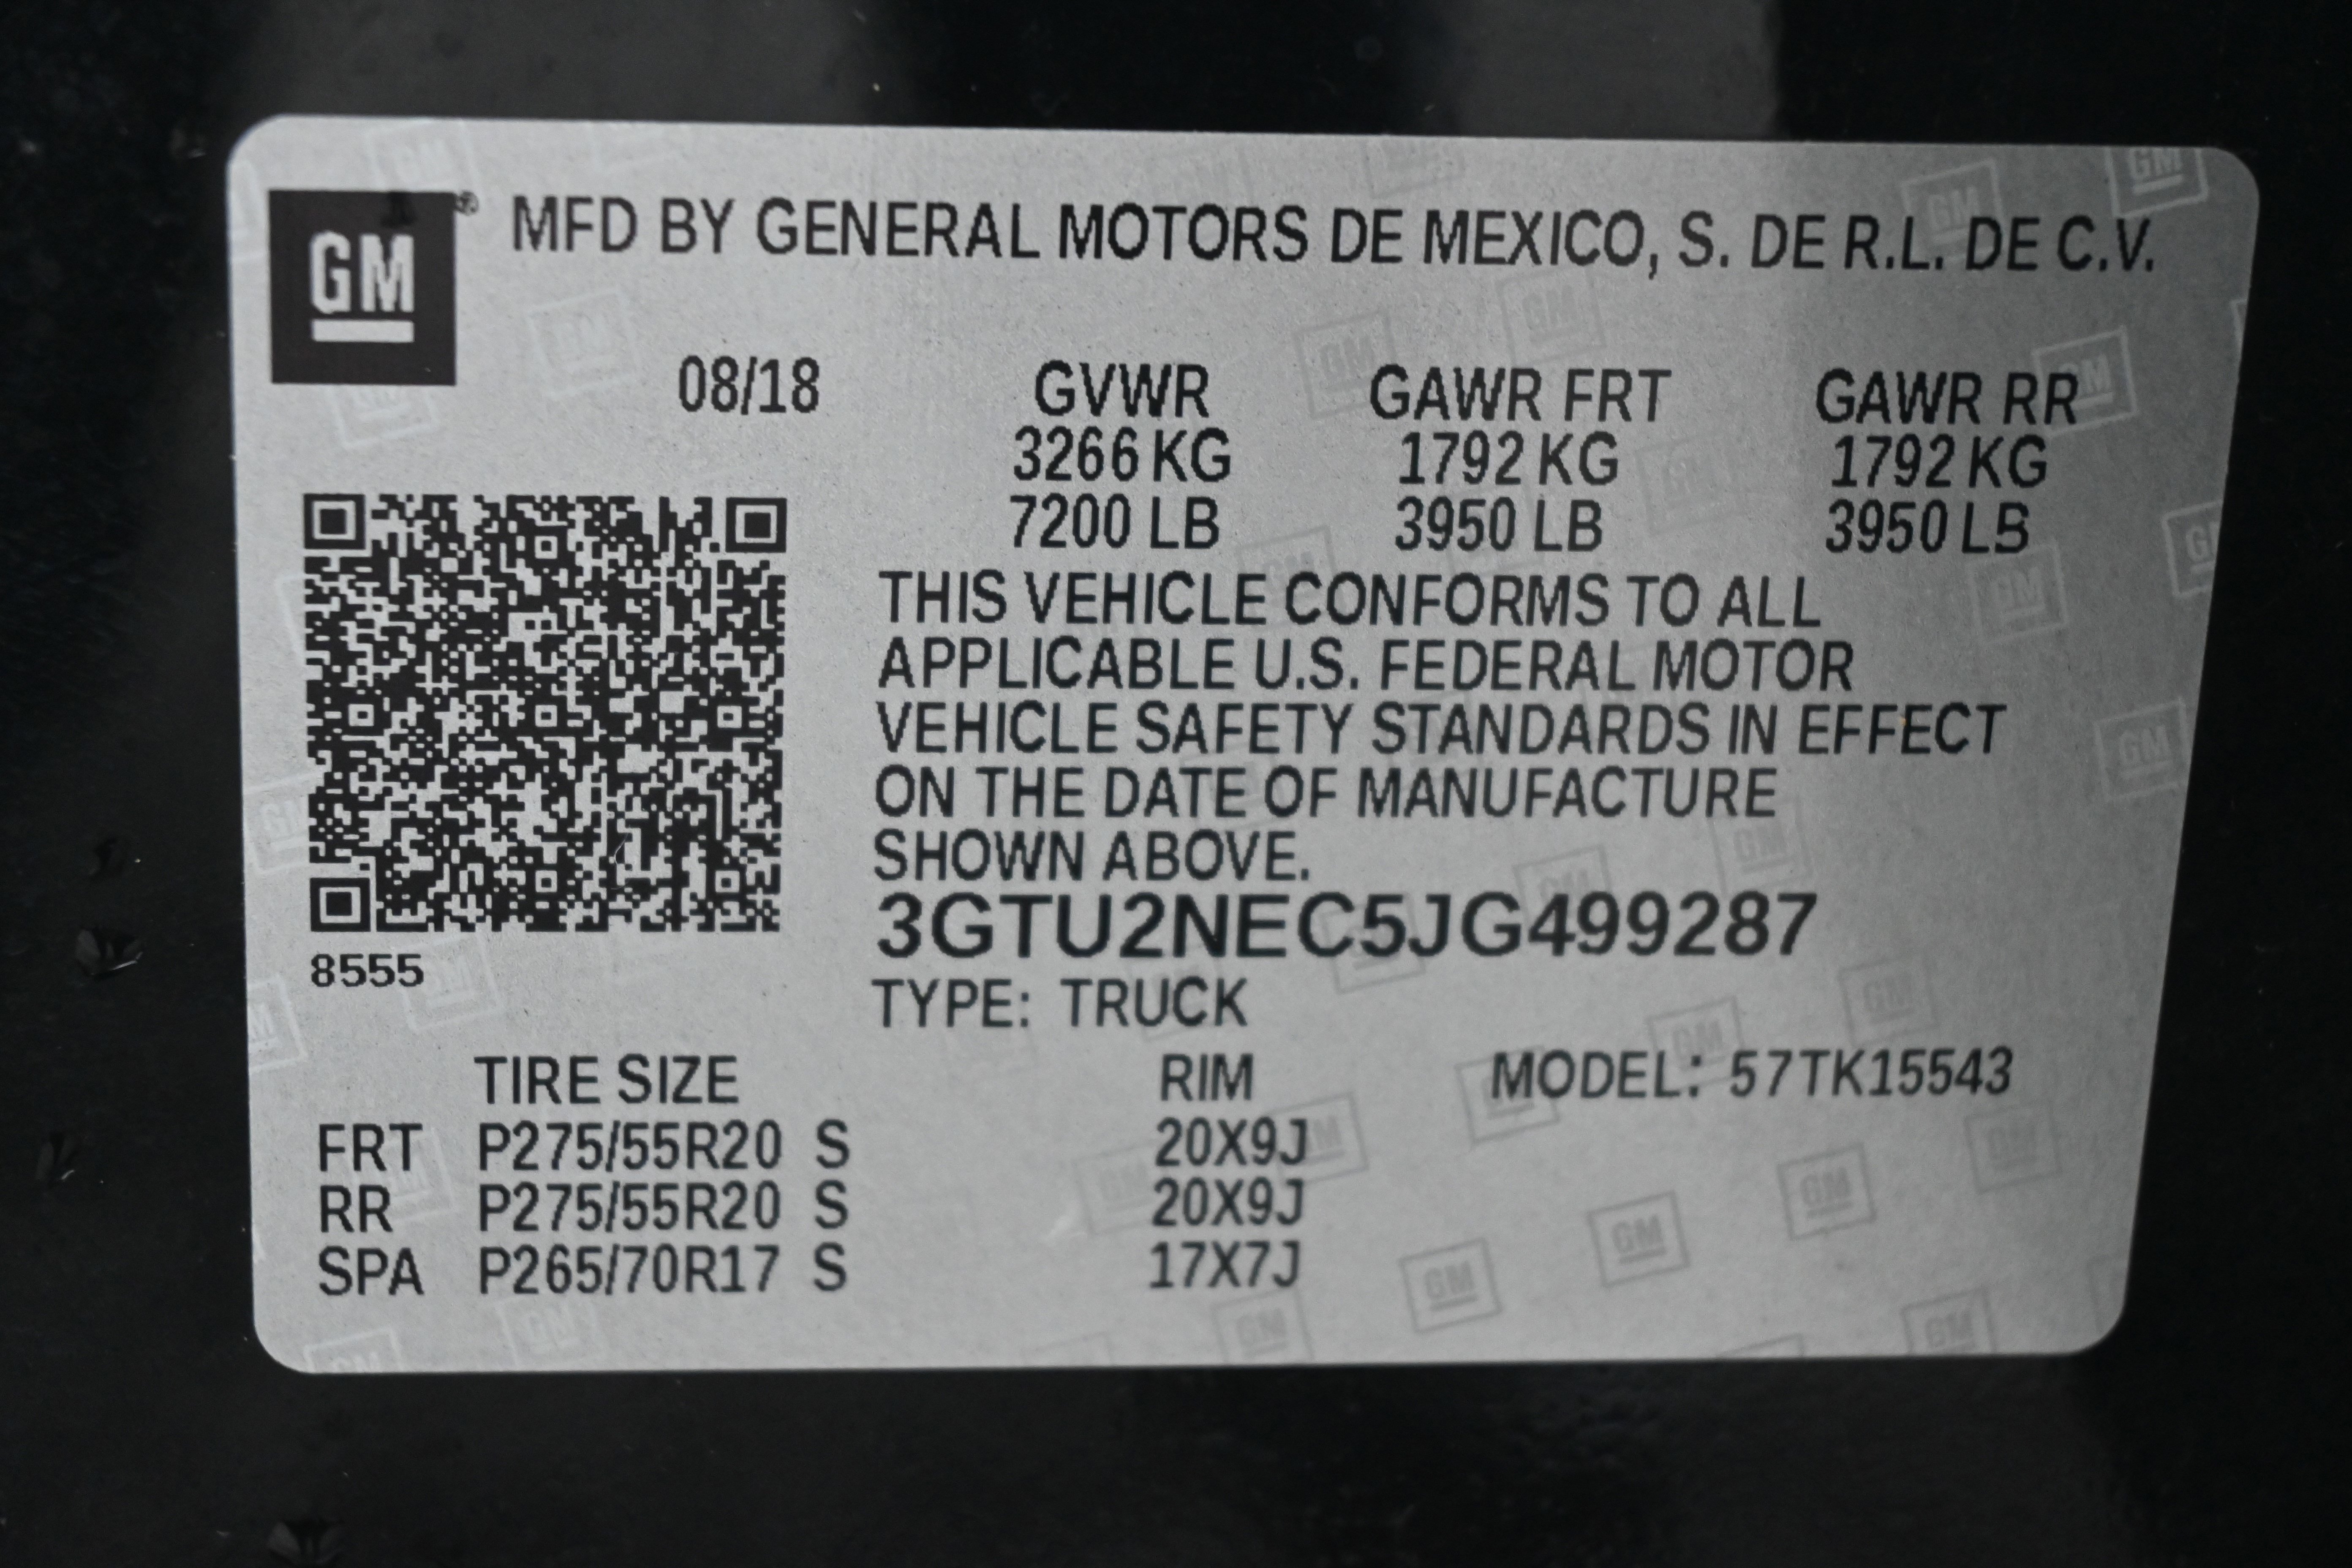 GM® MFD BY GENERAL MOTORS DE MEXICO, S. DE R.L. DE C.V.
08/18 GVWR GAWR FRT GAWR RR
3266 KG 1792 KG 1792 KG
7200 LB 3950 LB 3950 LB
THIS VEHICLE CONFORMS TO ALL
APPLICABLE U.S. FEDERAL MOTOR
VEHICLE SAFETY STANDARDS IN EFFECT
ON THE DATE OF MANUFACTURE
SHOWN ABOVE.
3GTU2NEC5JG499287
8555
TYPE: TRUCK
TIRE SIZE RIM MODEL: 57TK15543
FRT P275/55R20 S 20X9J
RR P275/55R20 S 20X9J
SPA P265/70R17 S 17X7J